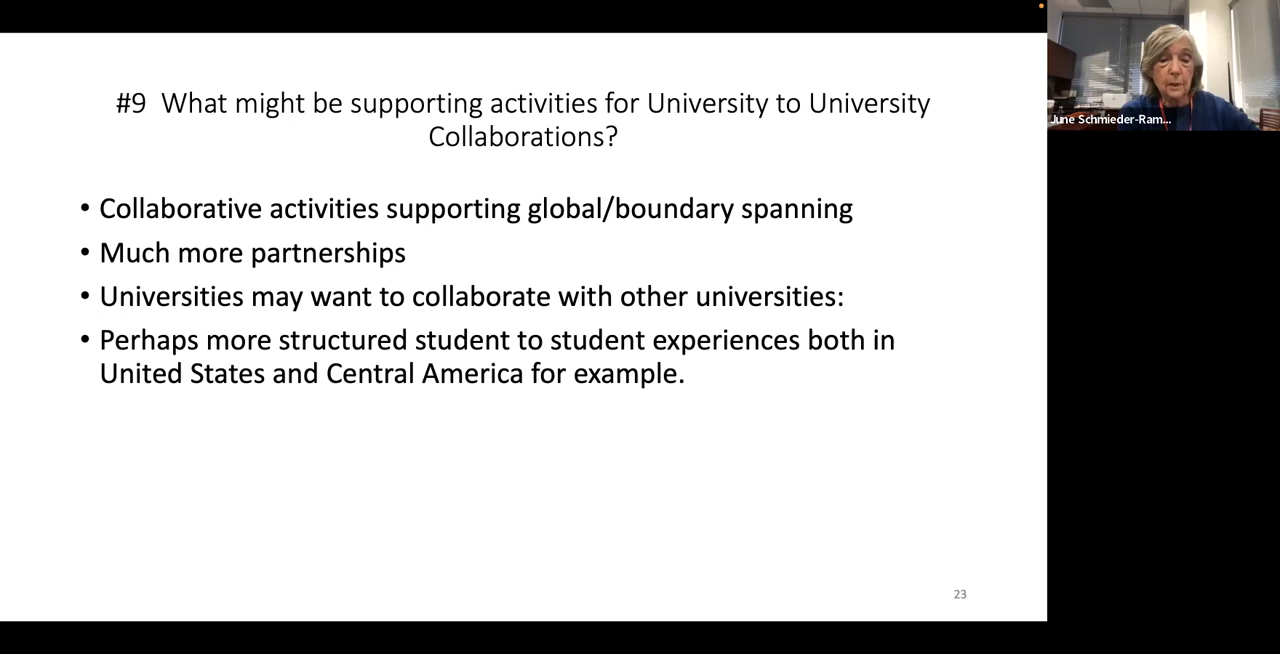 #9 What might be supporting activities for University to University
Collaborations?
• Collaborative activities supporting global/boundary spanning
• Much more partnerships
• Universities may want to collaborate with other universities:
• Perhaps more structured student to student experiences both in
United States and Central America for example.
23
June Schmieder-Ram...